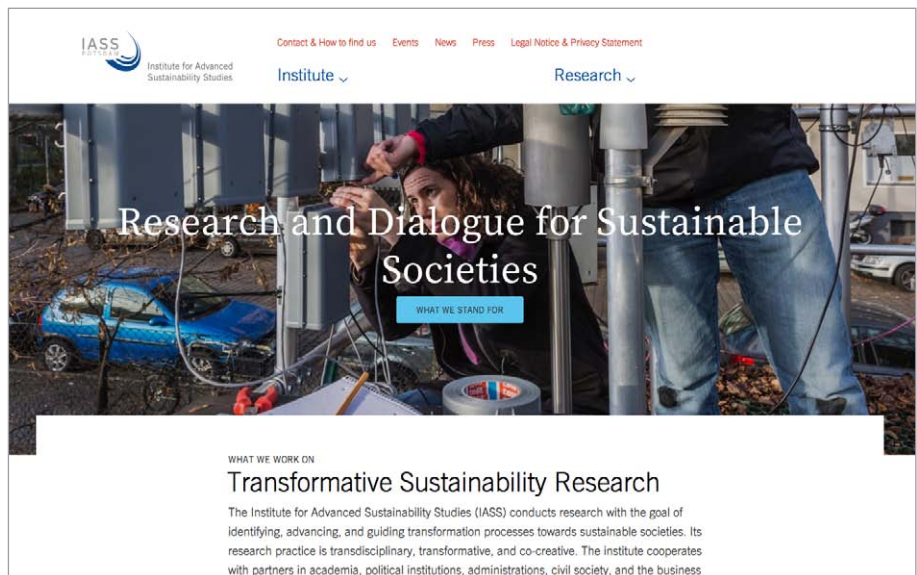 IASS
POTSDAM
Institute for Advanced
Sustainability Studies
Contact & How to find us Events News Press Legal Notice & Privacy Statement
Institute Research
Research and Dialogue for Sustainable
Societies
WHAT WE STAND FOR
WHAT WE WORK ON
Transformative Sustainability Research
The Institute for Advanced Sustainability Studies (IASS) conducts research with the goal of
identifying, advancing, and guiding transformation processes towards sustainable societies. Its
research practice is transdisciplinary, transformative, and co-creative. The institute cooperates
with partners in academia, political institutions, administrations, civil society, and the business